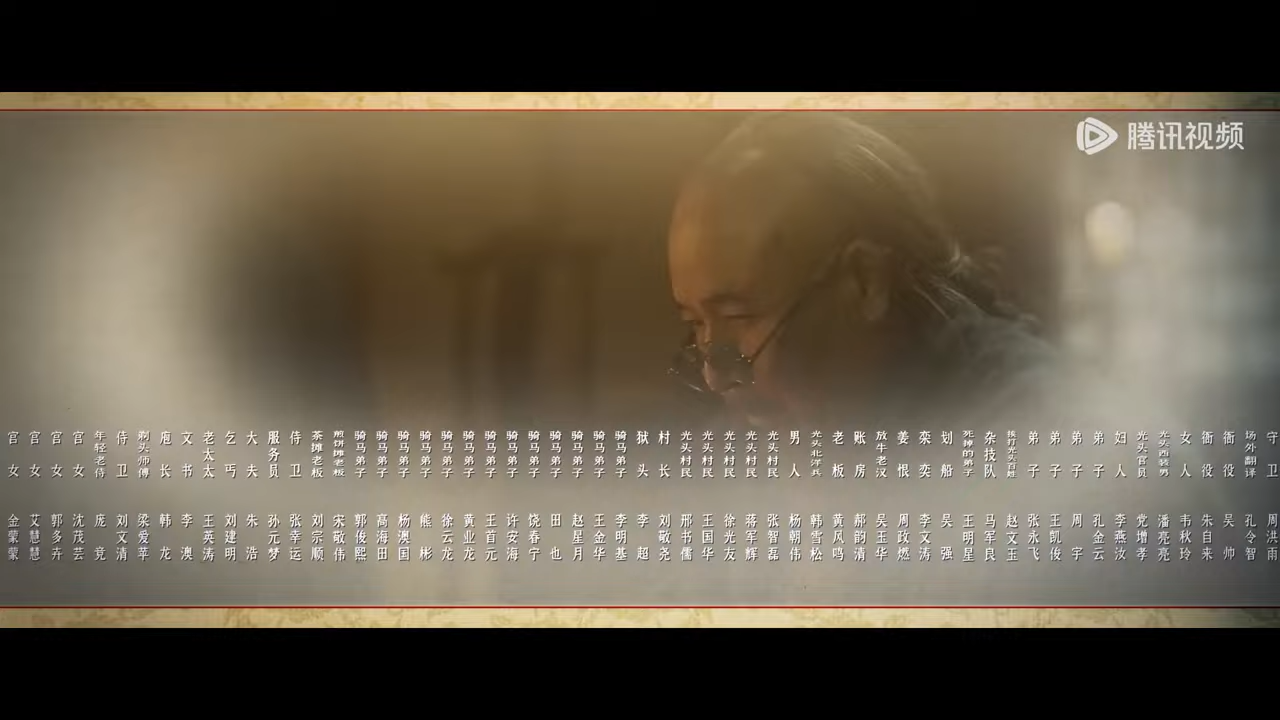 腾讯视频
守卫 周洪雨
场外翻译 孔令智
衙役 吴帅
衙役 朱自来
女人 韦秋玲
光头西装男 潘亮亮
光头官员 党增孝
妇人 李燕汝
弟子 孔金云
弟子 周宇
弟子 王凯俊
弟子 张永飞
挨打光头百姓 赵文王
杂技队 马军良
死掉的弟子 王明星
划船 吴强
栾奕 李文涛
姜恨 周政燃
放牛老汉 吴王华
账房 郝韵清
老板 黄风鸣
光头北洋兵 韩雪松
男人 杨朝伟
光头村民 张智磊
光头村民 蒋军辉
光头村民 徐光友
光头村民 王国华
光头村民 邢书儒
村长 刘敬尧
狱头 李超
骑马弟子 李明基
骑马弟子 王金华
骑马弟子 赵星月
骑马弟子 田也
骑马弟子 饶春宁
骑马弟子 许安海
骑马弟子 王首元
骑马弟子 黄业龙
骑马弟子 徐云龙
骑马弟子 熊彬
骑马弟子 杨澳国
骑马弟子 高海田
骑马弟子 郭俊熙
煎饼摊老板 宋敬伟
茶摊老板 刘宗顺
侍卫 张幸运
服务员 孙元梦
大夫 朱浩
乞丐 刘建明
老太太 王英涛
文书 李澳
庖长 韩龙
剃头师傅 梁爱苹
侍卫 刘文清
年轻老侍 庞竞
宫女 沈茂芸
宫女 郭多卉
宫女 艾慧慧
宫女 金蒙蒙